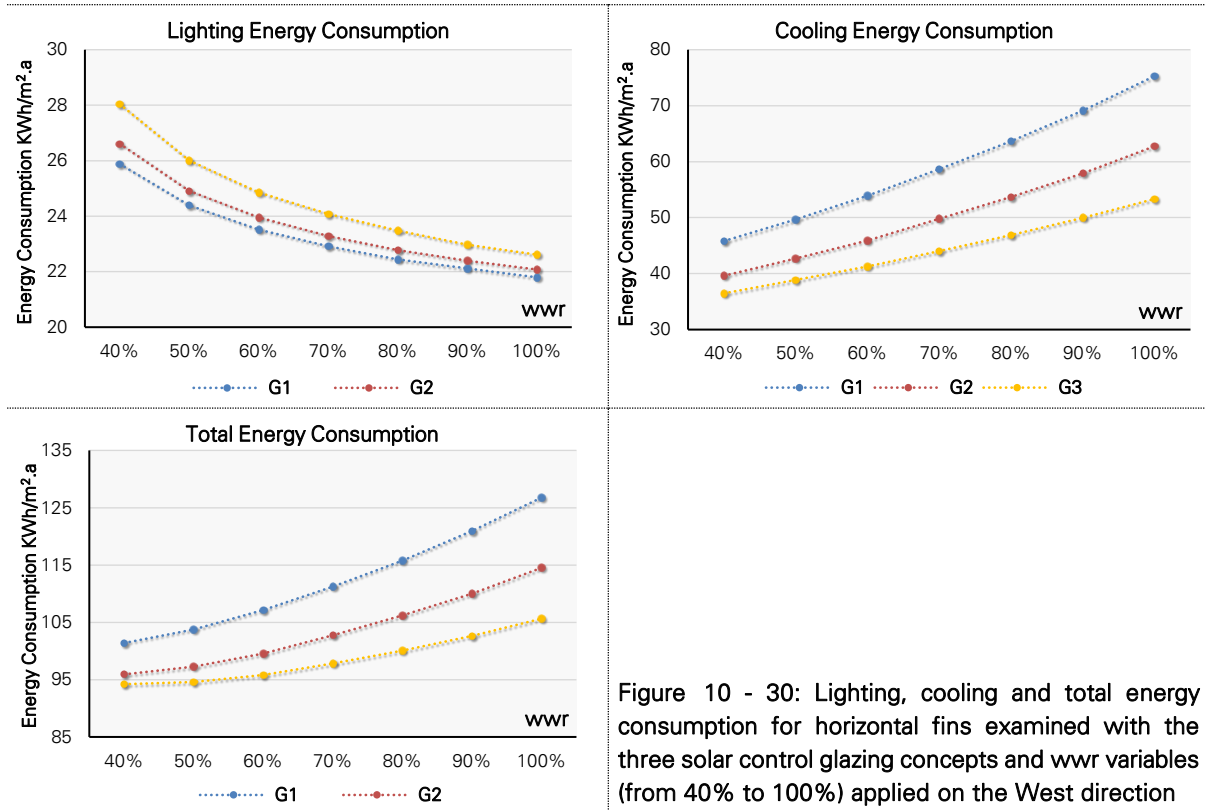 Lighting Energy Consumption
Energy Consumption KWh/m².a
30
28
26
24
22
20
wwr
40% 50% 60% 70% 80% 90% 100%
G1 G2
Cooling Energy Consumption
Energy Consumption KWh/m².a
80
70
60
50
40
30
wwr
40% 50% 60% 70% 80% 90% 100%
G1 G2 G3
Total Energy Consumption
Energy Consumption KWh/m².a
135
125
115
105
95
85
wwr
40% 50% 60% 70% 80% 90% 100%
G1 G2
Figure 10 - 30: Lighting, cooling and total energy
consumption for horizontal fins examined with the
three solar control glazing concepts and wwr variables
(from 40% to 100%) applied on the West direction